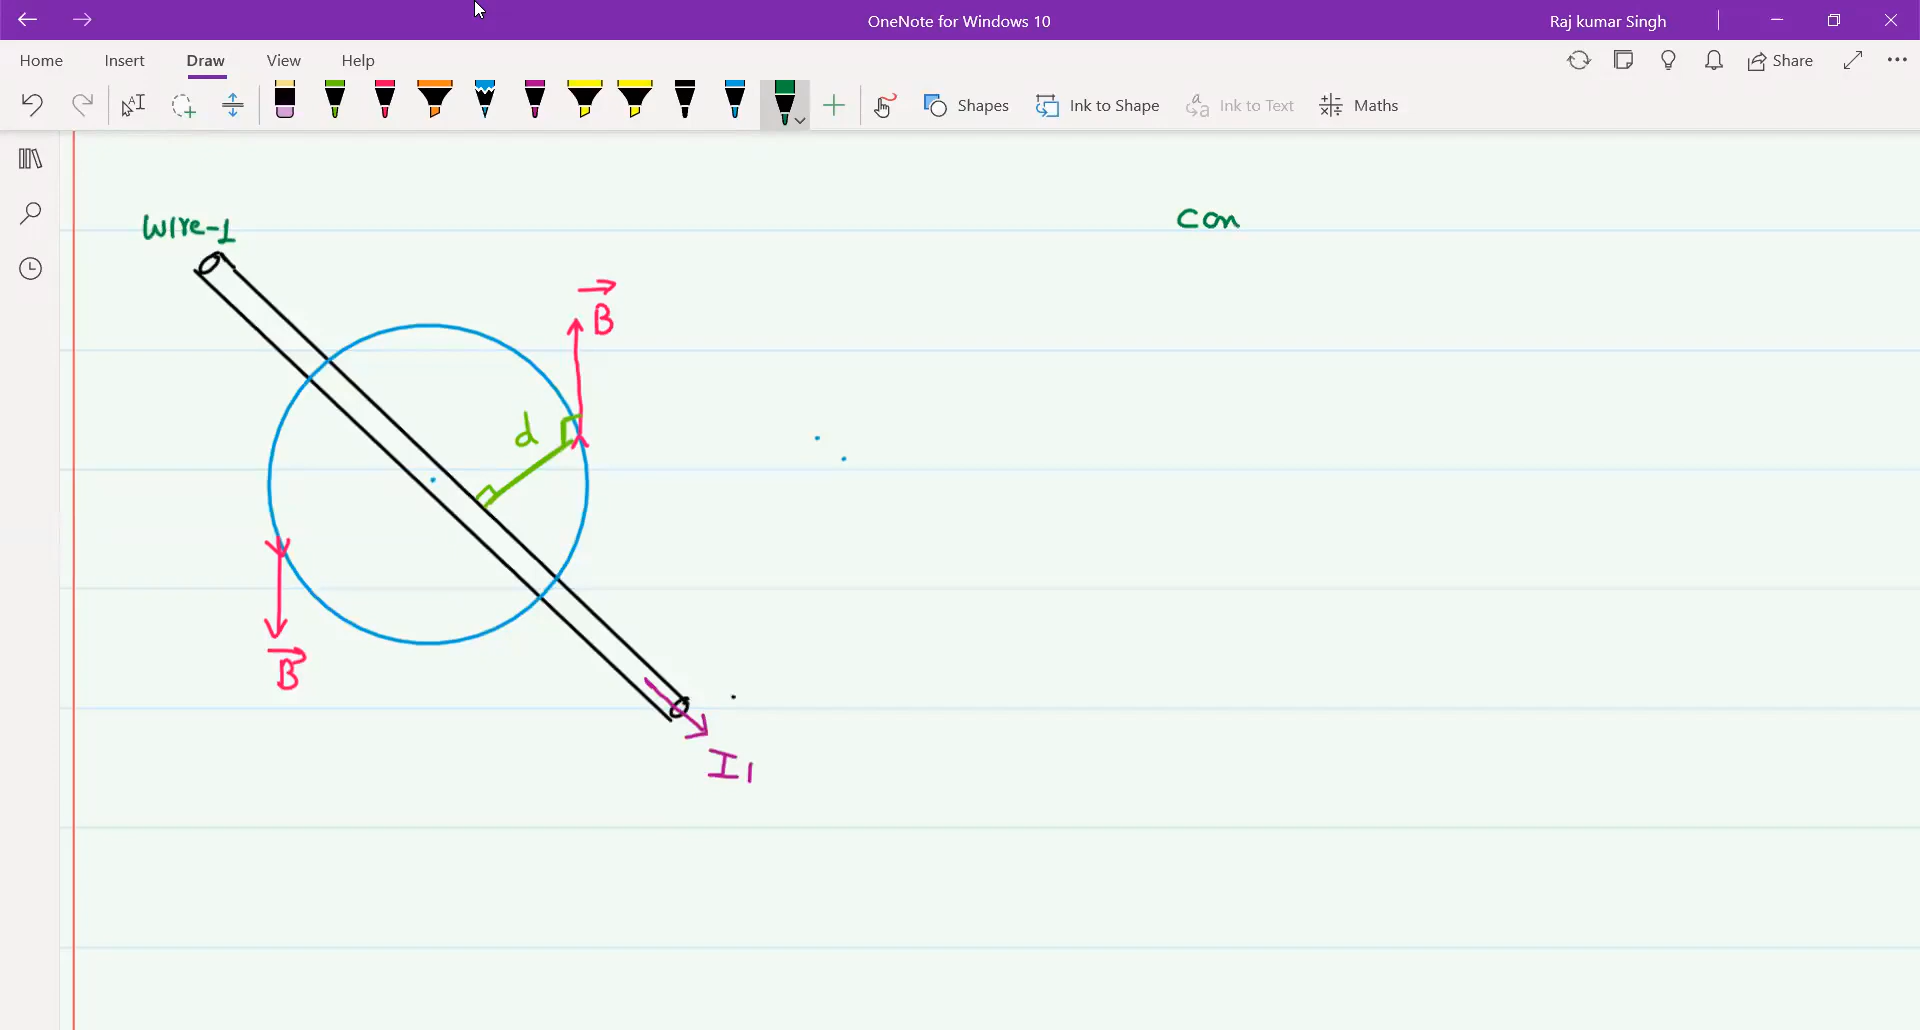 OneNote for Windows 10
Raj kumar Singh
Home Insert Draw View Help
Share
Shapes Ink to Shape Ink to Text Maths
Wire-1
Con
B
d
B
I1